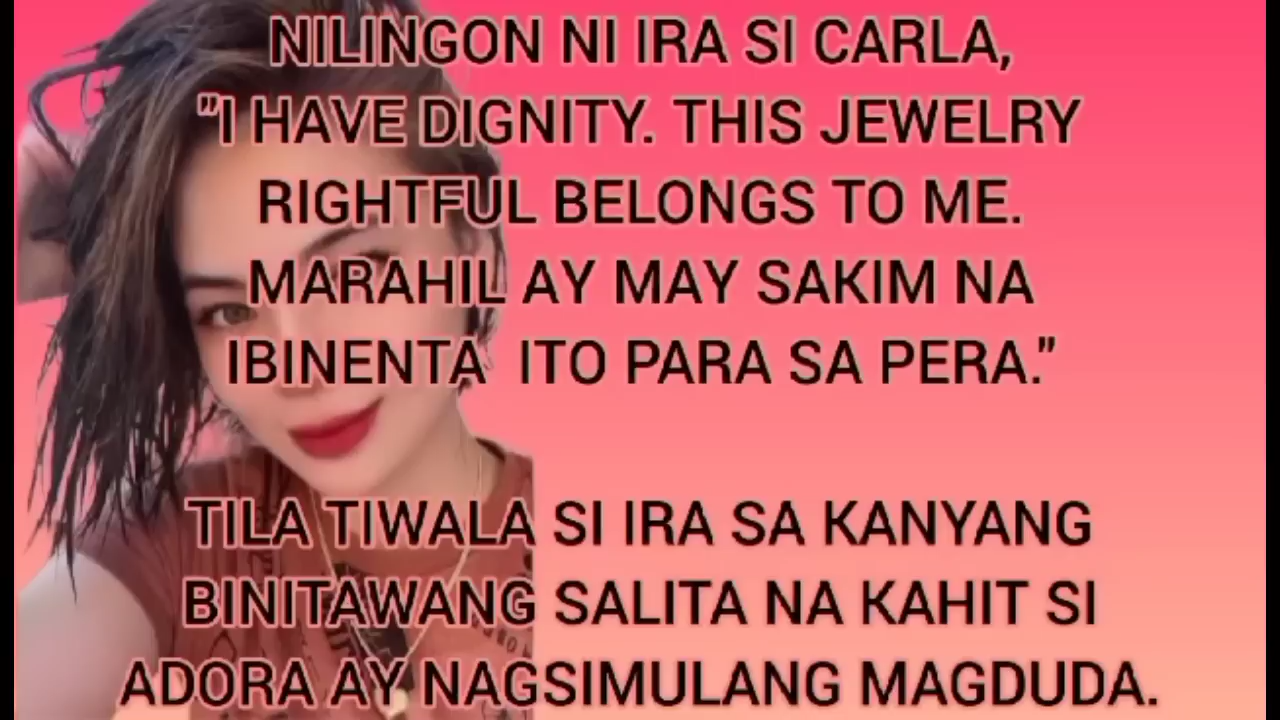 NILINGON NI IRA SI CARLA,
"I HAVE DIGNITY. THIS JEWELRY
RIGHTFUL BELONGS TO ME.
MARAHIL AY MAY SAKIM NA
IBINENTA ITO PARA SA PERA."
TILA TIWALA SI IRA SA KANYANG
BINITAWANG SALITA NA KAHIT SI
ADORA AY NAGSIMULANG MAGDUDA.